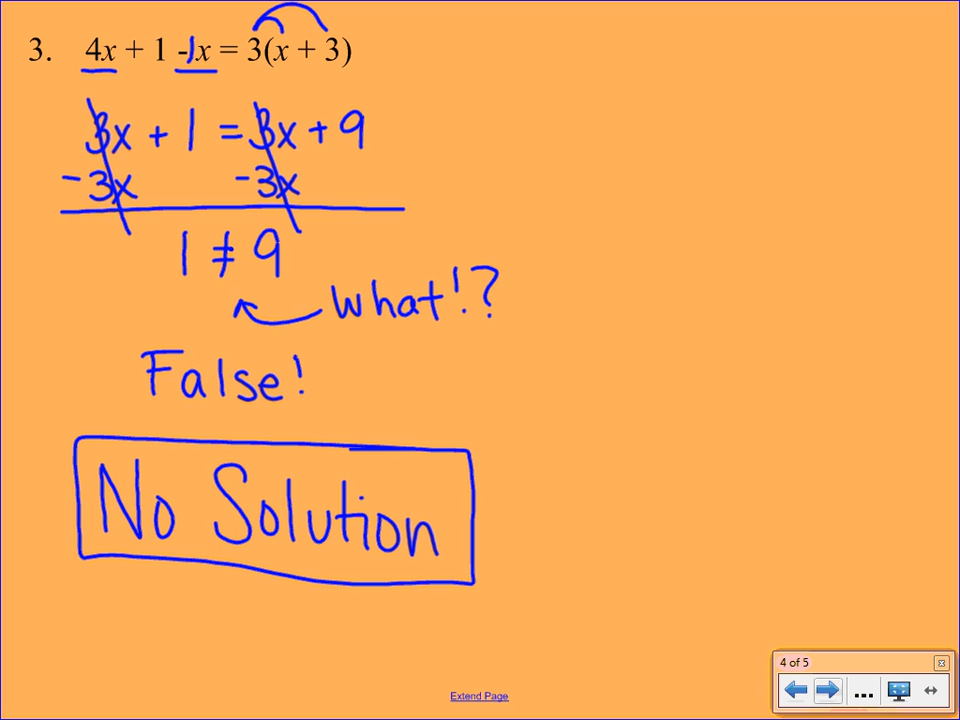 3. 4x + 1 -1x = 3(x + 3)
3x + 1 = 3x + 9
-3x -3x
1 ≠ 9
What!?
False!
No Solution
4 of 5
Extend Page